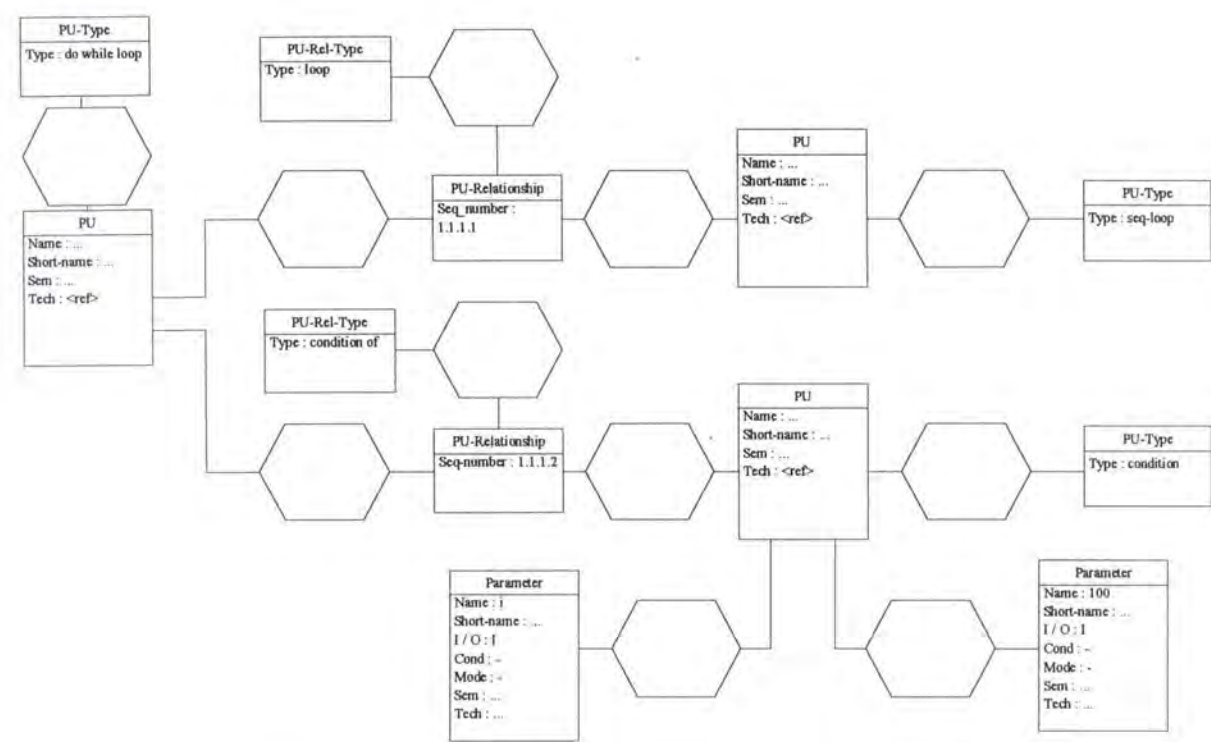 PU-Type
Type : do while loop
PU-Rel-Type
Type : loop
PU
Name : ...
Short-name : ...
Sem : ...
Tech : <ref>
PU-Relationship
Seq_number :
1.1.1.1
PU
Name : ...
Short-name : ...
Sem : ...
Tech : <ref>
PU-Type
Type : seq-loop
PU-Rel-Type
Type : condition of
PU-Relationship
Seq-number : 1.1.1.2
PU
Name : ...
Short-name : ...
Sem : ...
Tech : <ref>
PU-Type
Type : condition
Parameter
Name : i
Short-name : ...
I / O : I
Cond : -
Mode : -
Sem : ...
Tech : ...
Parameter
Name : 100
Short-name : ...
I / O : I
Cond : -
Mode : -
Sem : ...
Tech : ...